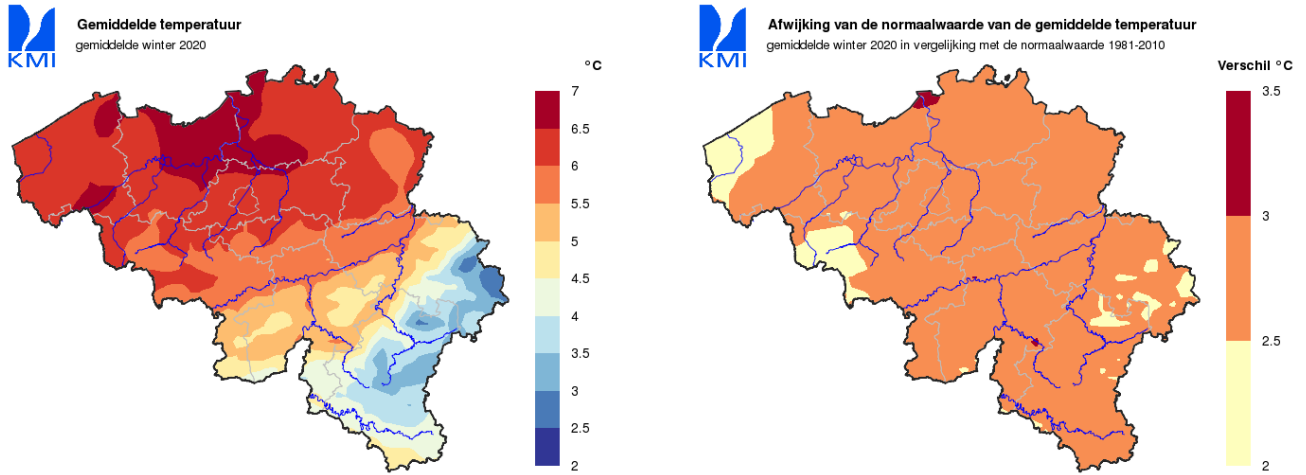 KMI
Gemiddelde temperatuur
gemiddelde winter 2020
°C
7
6.5
6
5.5
5
4.5
4
3.5
3
2.5
2
KMI
Afwijking van de normaalwaarde van de gemiddelde temperatuur
gemiddelde winter 2020 in vergelijking met de normaalwaarde 1981-2010
Verschil °C
3.5
3
2.5
2